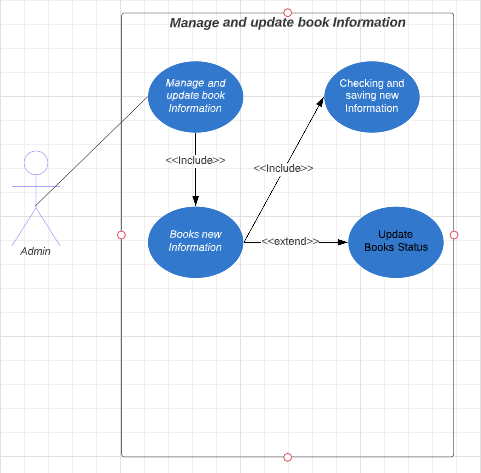 Manage and update book Information
Manage and
update book
Information
Checking and
saving new
Information
<<Include>>
<<Include>>
Admin
Books new
Information
<<extend>>
Update
Books Status